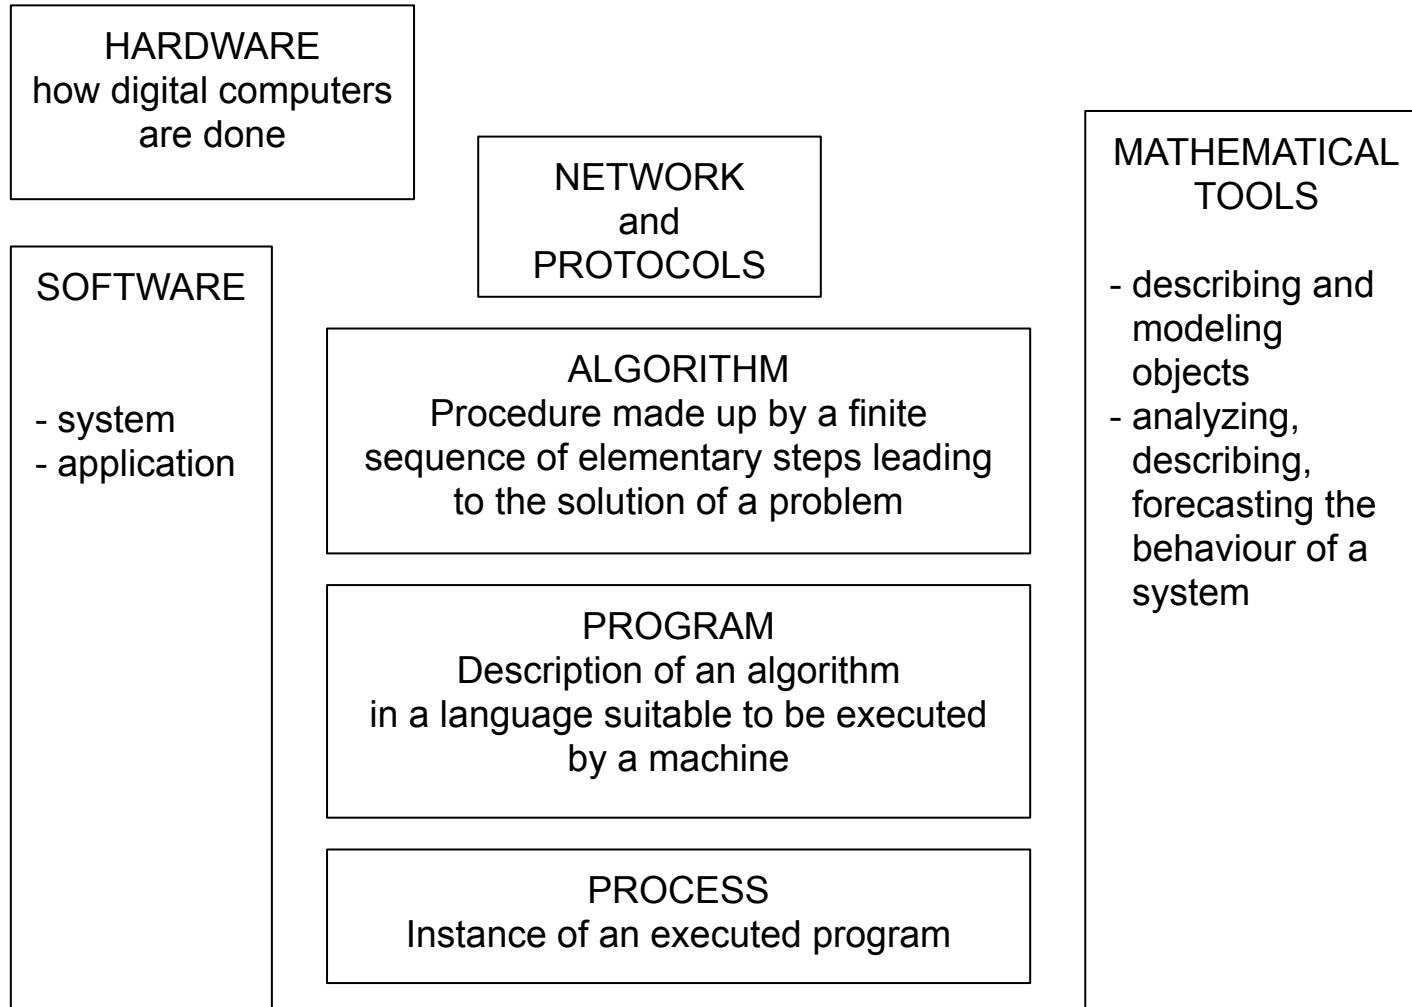 HARDWARE
how digital computers
are done
NETWORK
and
PROTOCOLS
SOFTWARE
- system
- application
ALGORITHM
Procedure made up by a finite
sequence of elementary steps leading
to the solution of a problem
PROGRAM
Description of an algorithm
in a language suitable to be executed
by a machine
PROCESS
Instance of an executed program
MATHEMATICAL
TOOLS
- describing and
modeling
objects
- analyzing,
describing,
forecasting the
behaviour of a
system